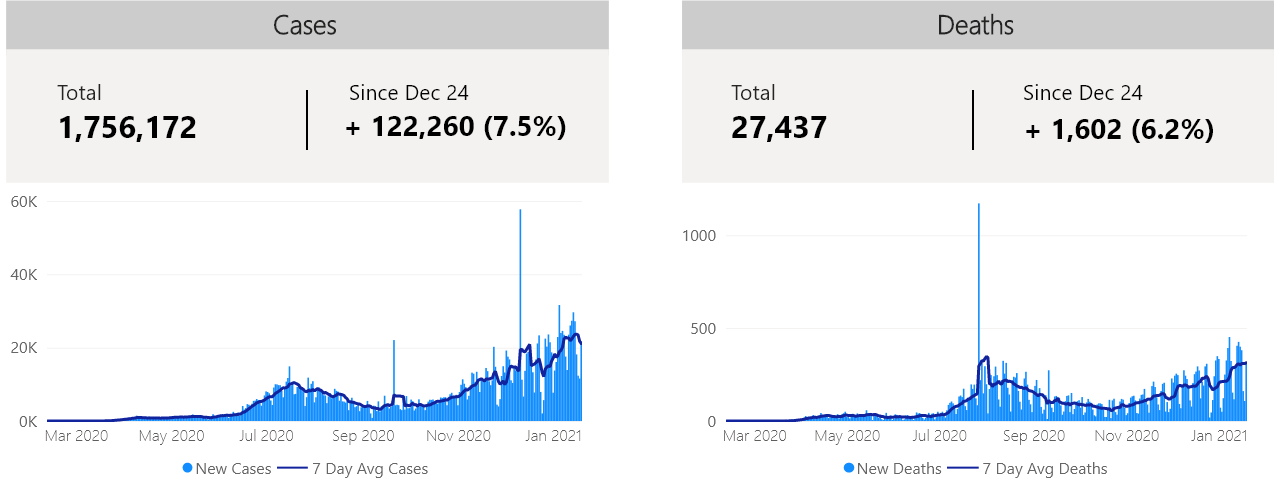 Cases
Total
1,756,172
Since Dec 24
+ 122,260 (7.5%)
60K
40K
20K
0K
Mar 2020 May 2020 Jul 2020 Sep 2020 Nov 2020 Jan 2021
New Cases 7 Day Avg Cases
Deaths
Total
27,437
Since Dec 24
+ 1,602 (6.2%)
1000
500
0
Mar 2020 May 2020 Jul 2020 Sep 2020 Nov 2020 Jan 2021
New Deaths 7 Day Avg Deaths